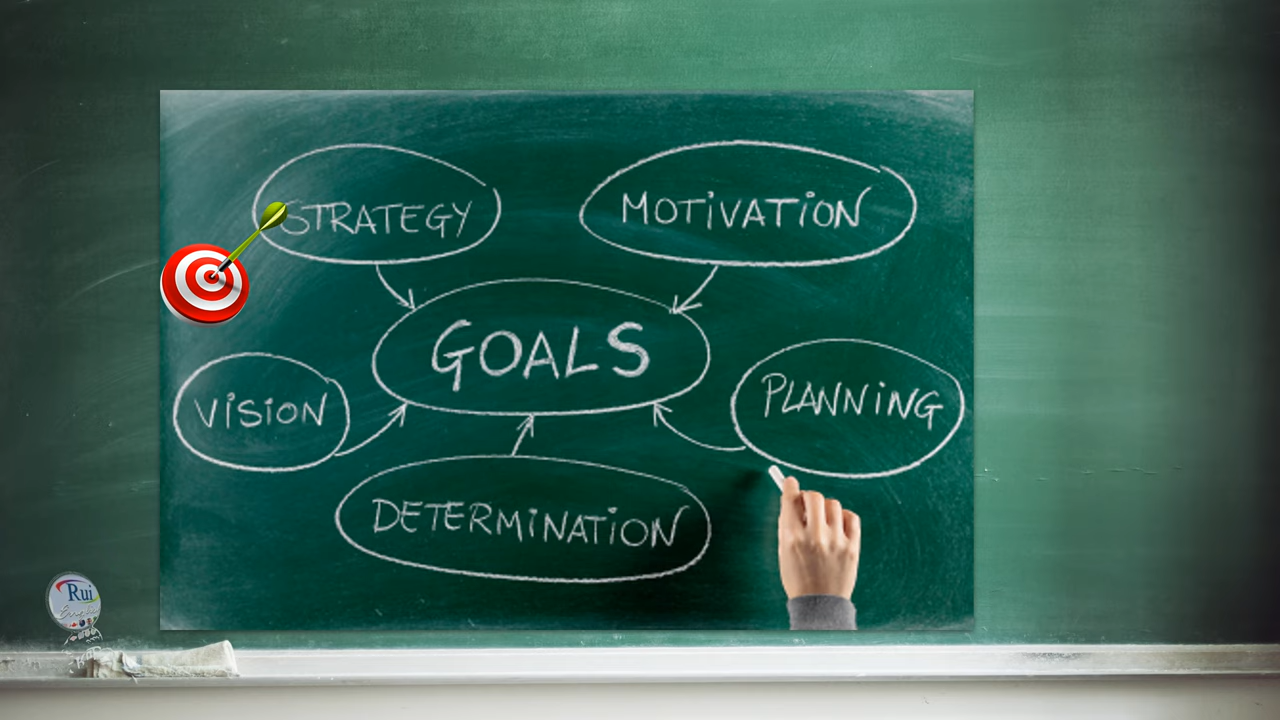 STRATEGY
MOTiVATiON
GOALS
ViSiON
PLANNiNG
DETERMiNATiON
Rui